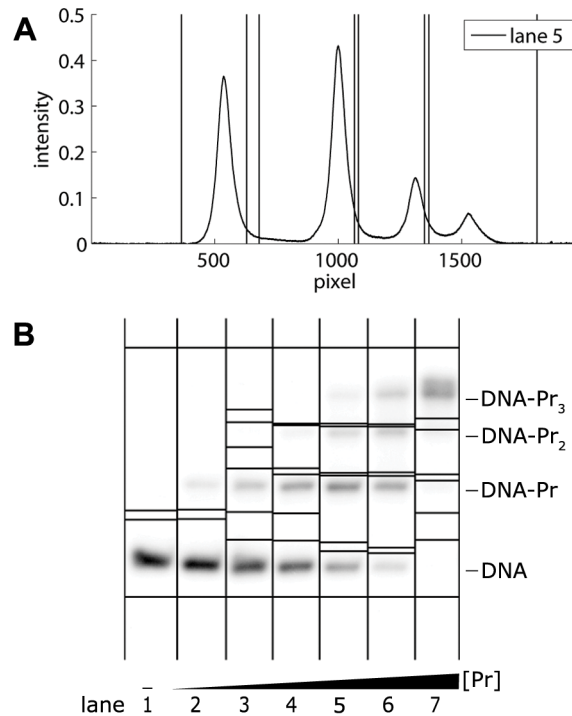 A
0.5
0.4
0.3
0.2
0.1
0
intensity
500
1000
1500
pixel
lane 5
B
DNA-Pr3
DNA-Pr2
DNA-Pr
DNA
[Pr]
lane 1 2 3 4 5 6 7